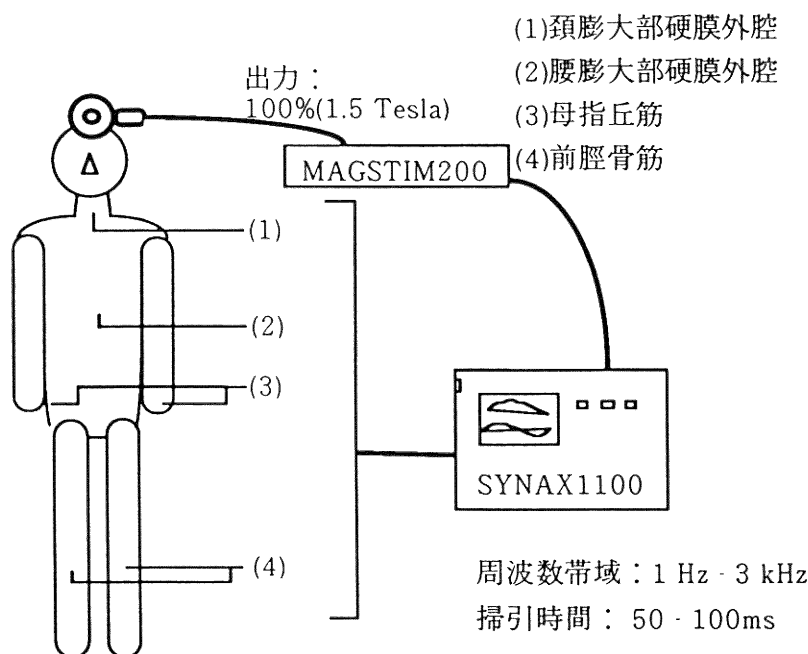 (1)頚膨大部硬膜外腔
(2)腰膨大部硬膜外腔
(3)母指丘筋
(4)前脛骨筋
出力：
100%(1.5 Tesla)
MAGSTIM200
(1)
(2)
(3)
(4)
SYNAX1100
周波数帯域：1 Hz - 3 kHz
掃引時間： 50 - 100ms